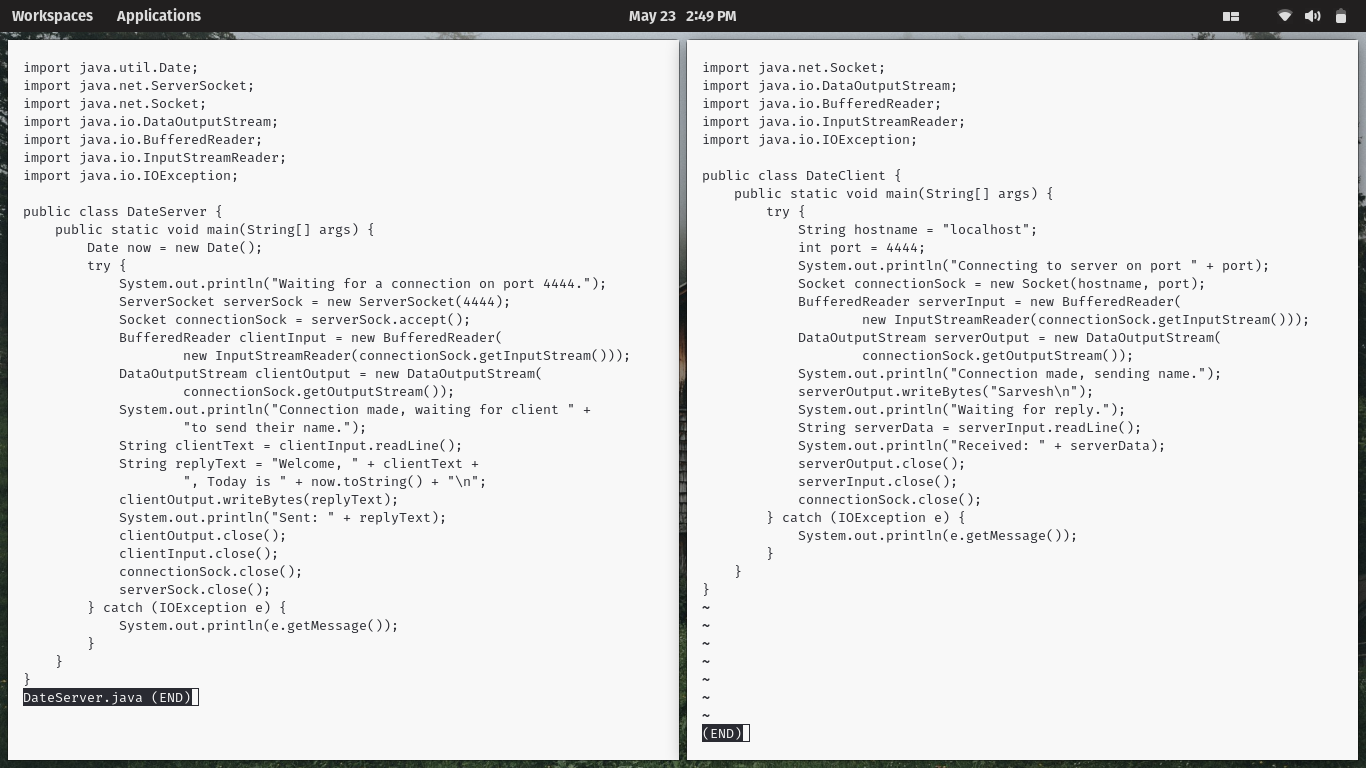 Workspaces Applications May 23 2:49 PM
import java.util.Date;
import java.net.ServerSocket;
import java.net.Socket;
import java.io.DataOutputStream;
import java.io.BufferedReader;
import java.io.InputStreamReader;
import java.io.IOException;

public class DateServer {
    public static void main(String[] args) {
        Date now = new Date();
        try {
            System.out.println("Waiting for a connection on port 4444.");
            ServerSocket serverSock = new ServerSocket(4444);
            Socket connectionSock = serverSock.accept();
            BufferedReader clientInput = new BufferedReader(
                    new InputStreamReader(connectionSock.getInputStream()));
            DataOutputStream clientOutput = new DataOutputStream(
                    connectionSock.getOutputStream());
            System.out.println("Connection made, waiting for client " +
                    "to send their name.");
            String clientText = clientInput.readLine();
            String replyText = "Welcome, " + clientText +
                    ", Today is " + now.toString() + "\n";
            clientOutput.writeBytes(replyText);
            System.out.println("Sent: " + replyText);
            clientOutput.close();
            clientInput.close();
            connectionSock.close();
            serverSock.close();
        } catch (IOException e) {
            System.out.println(e.getMessage());
        }
    }
}
DateServer.java (END)
import java.net.Socket;
import java.io.DataOutputStream;
import java.io.BufferedReader;
import java.io.InputStreamReader;
import java.io.IOException;

public class DateClient {
    public static void main(String[] args) {
        try {
            String hostname = "localhost";
            int port = 4444;
            System.out.println("Connecting to server on port " + port);
            Socket connectionSock = new Socket(hostname, port);
            BufferedReader serverInput = new BufferedReader(
                    new InputStreamReader(connectionSock.getInputStream()));
            DataOutputStream serverOutput = new DataOutputStream(
                    connectionSock.getOutputStream());
            System.out.println("Connection made, sending name.");
            serverOutput.writeBytes("Sarvesh\n");
            System.out.println("Waiting for reply.");
            String serverData = serverInput.readLine();
            System.out.println("Received: " + serverData);
            serverOutput.close();
            serverInput.close();
            connectionSock.close();
        } catch (IOException e) {
            System.out.println(e.getMessage());
        }
    }
}
~
~
~
~
~
~
~
(END)